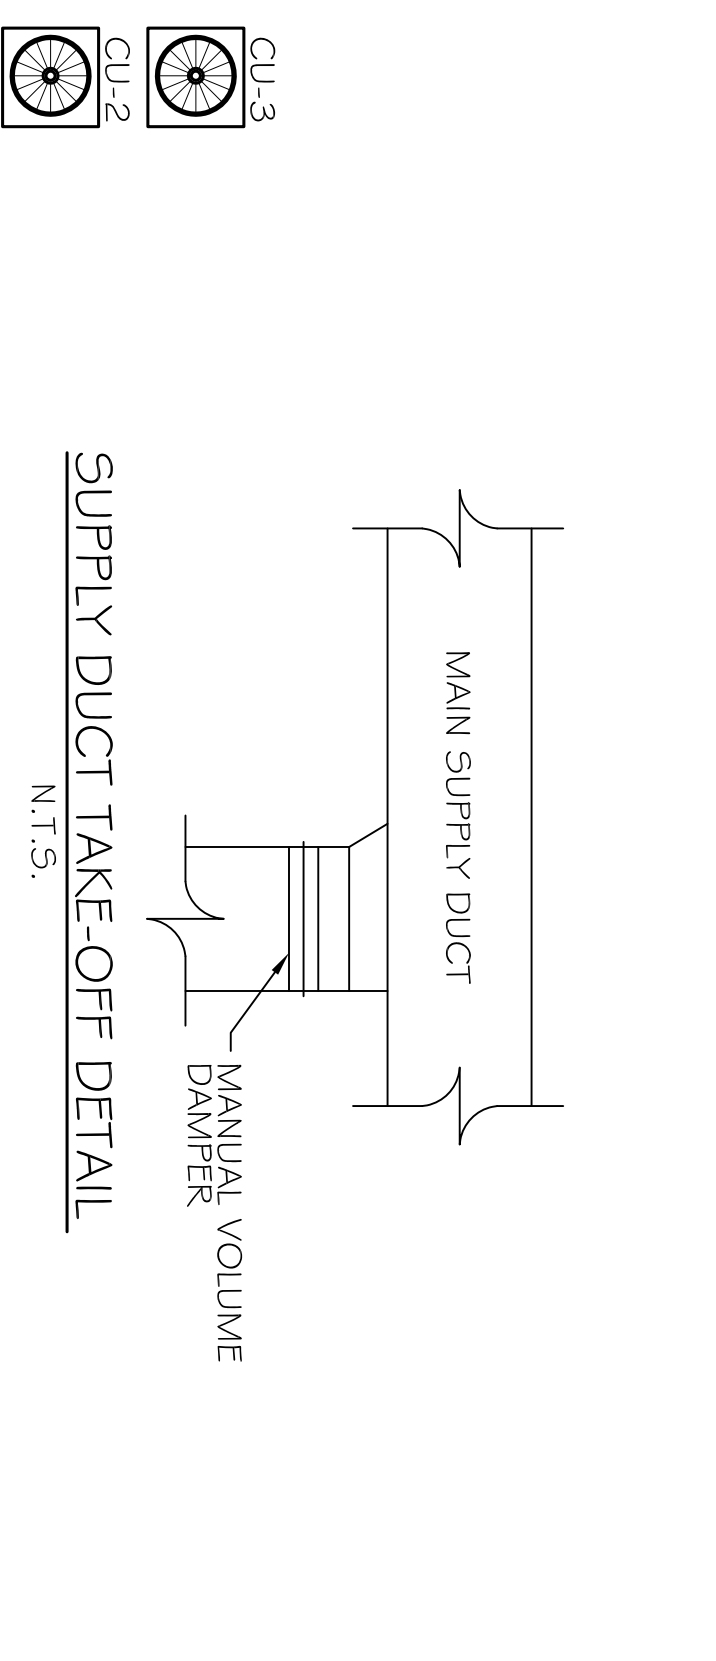 CU-3
CU-2
MAIN SUPPLY DUCT
MANUAL VOLUME
DAMPER
SUPPLY DUCT TAKE-OFF DETAIL
N.T.S.